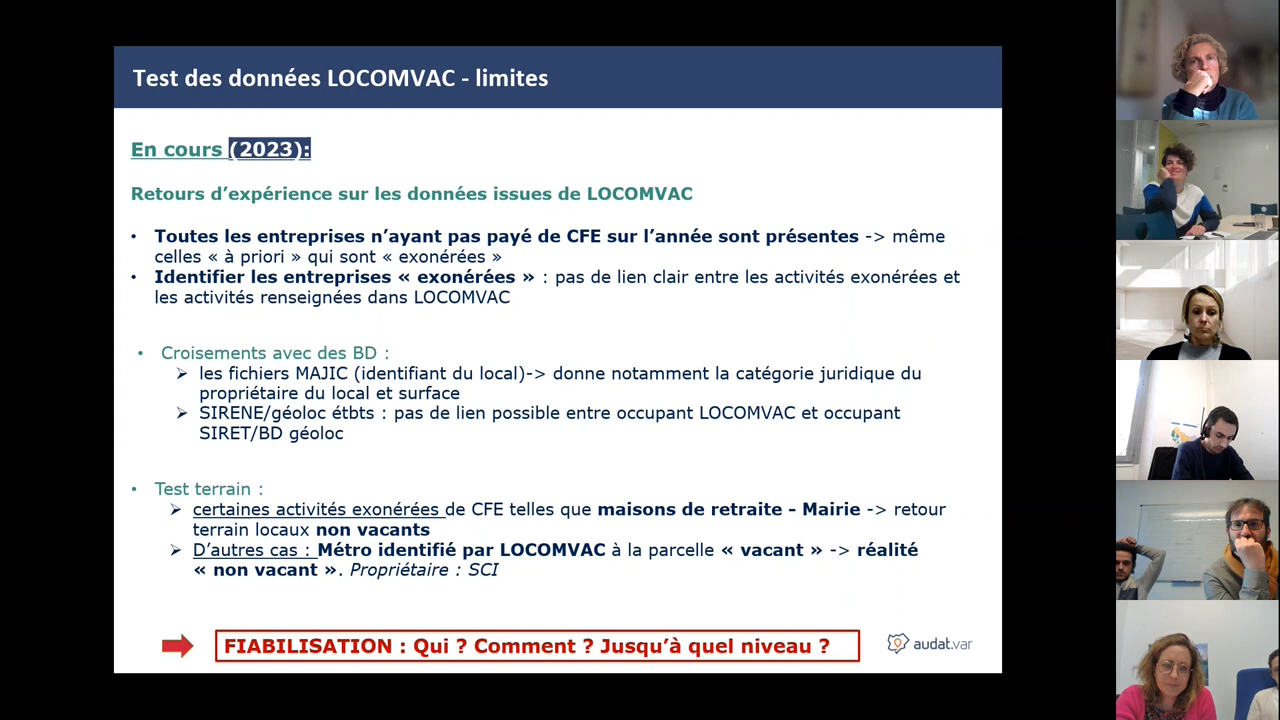 Test des données LOCOMVAC - limites
En cours (2023):
Retours d’expérience sur les données issues de LOCOMVAC
• Toutes les entreprises n’ayant pas payé de CFE sur l’année sont présentes -> même
celles « à priori » qui sont « exonérées »
• Identifier les entreprises « exonérées » : pas de lien clair entre les activités exonérées et
les activités renseignées dans LOCOMVAC
• Croisements avec des BD :
➢ les fichiers MAJIC (identifiant du local)-> donne notamment la catégorie juridique du
propriétaire du local et surface
➢ SIRENE/géoloc étbts : pas de lien possible entre occupant LOCOMVAC et occupant
SIRET/BD géoloc
• Test terrain :
➢ certaines activités exonérées de CFE telles que maisons de retraite – Mairie -> retour
terrain locaux non vacants
➢ D’autres cas : Métro identifié par LOCOMVAC à la parcelle « vacant » -> réalité
« non vacant ». Propriétaire : SCI
FIABILISATION : Qui ? Comment ? Jusqu’à quel niveau ?
audat.var